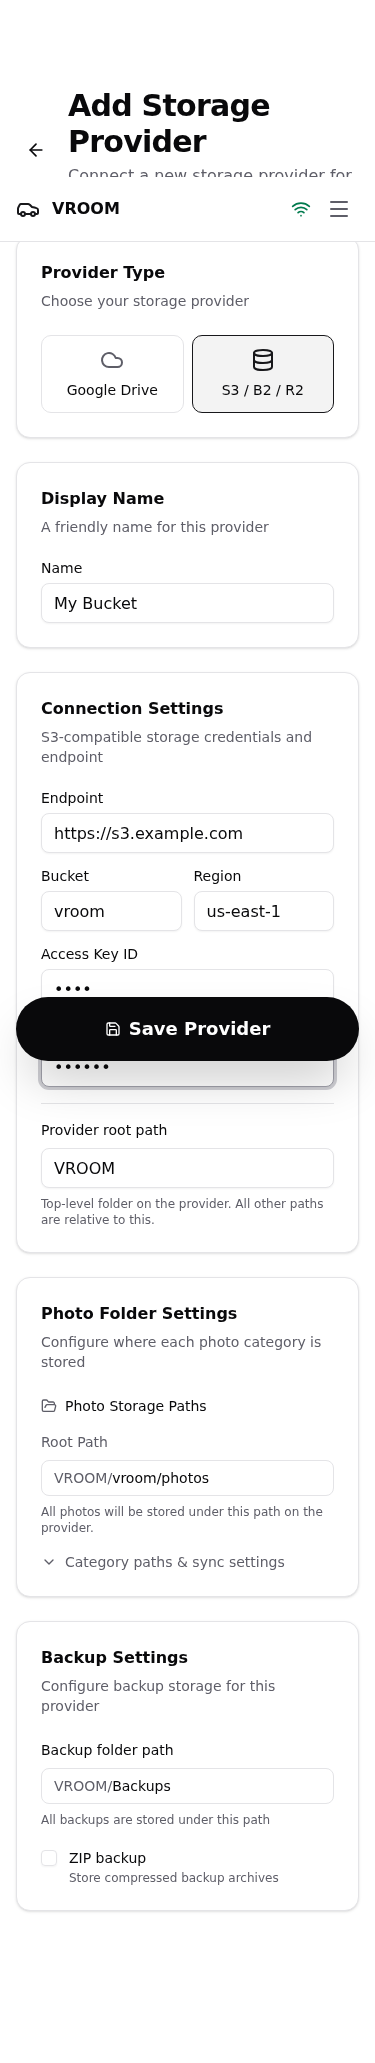 Add Storage
Provider
Connect a new storage provider for
VROOM
Provider Type
Choose your storage provider
Google Drive
S3 / B2 / R2
Display Name
A friendly name for this provider
Name
My Bucket
Connection Settings
S3-compatible storage credentials and
endpoint
Endpoint
https://s3.example.com
Bucket
Region
vroom
us-east-1
Access Key ID
••••
Save Provider
••••••
Provider root path
VROOM
Top-level folder on the provider. All other paths
are relative to this.
Photo Folder Settings
Configure where each photo category is
stored
Photo Storage Paths
Root Path
VROOM/vroom/photos
All photos will be stored under this path on the
provider.
Category paths & sync settings
Backup Settings
Configure backup storage for this
provider
Backup folder path
VROOM/Backups
All backups are stored under this path
ZIP backup
Store compressed backup archives